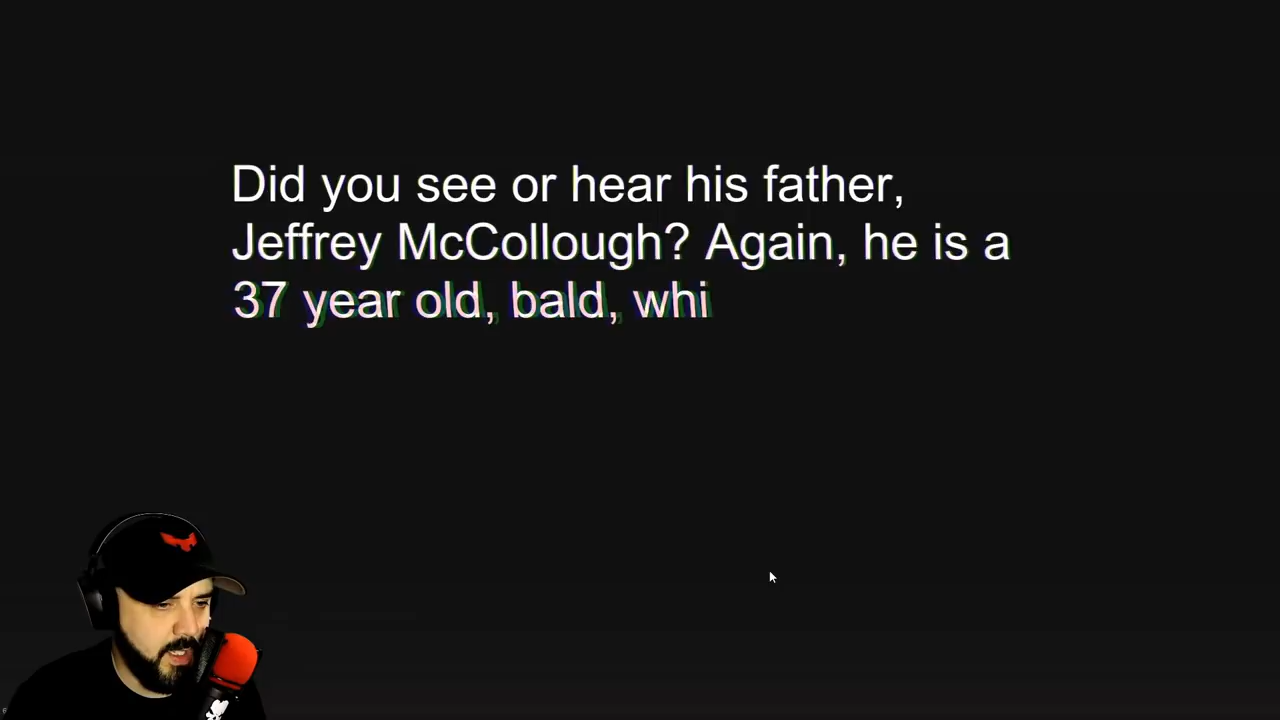 Did you see or hear his father,
Jeffrey McCollough? Again, he is a
37 year old, bald, whi